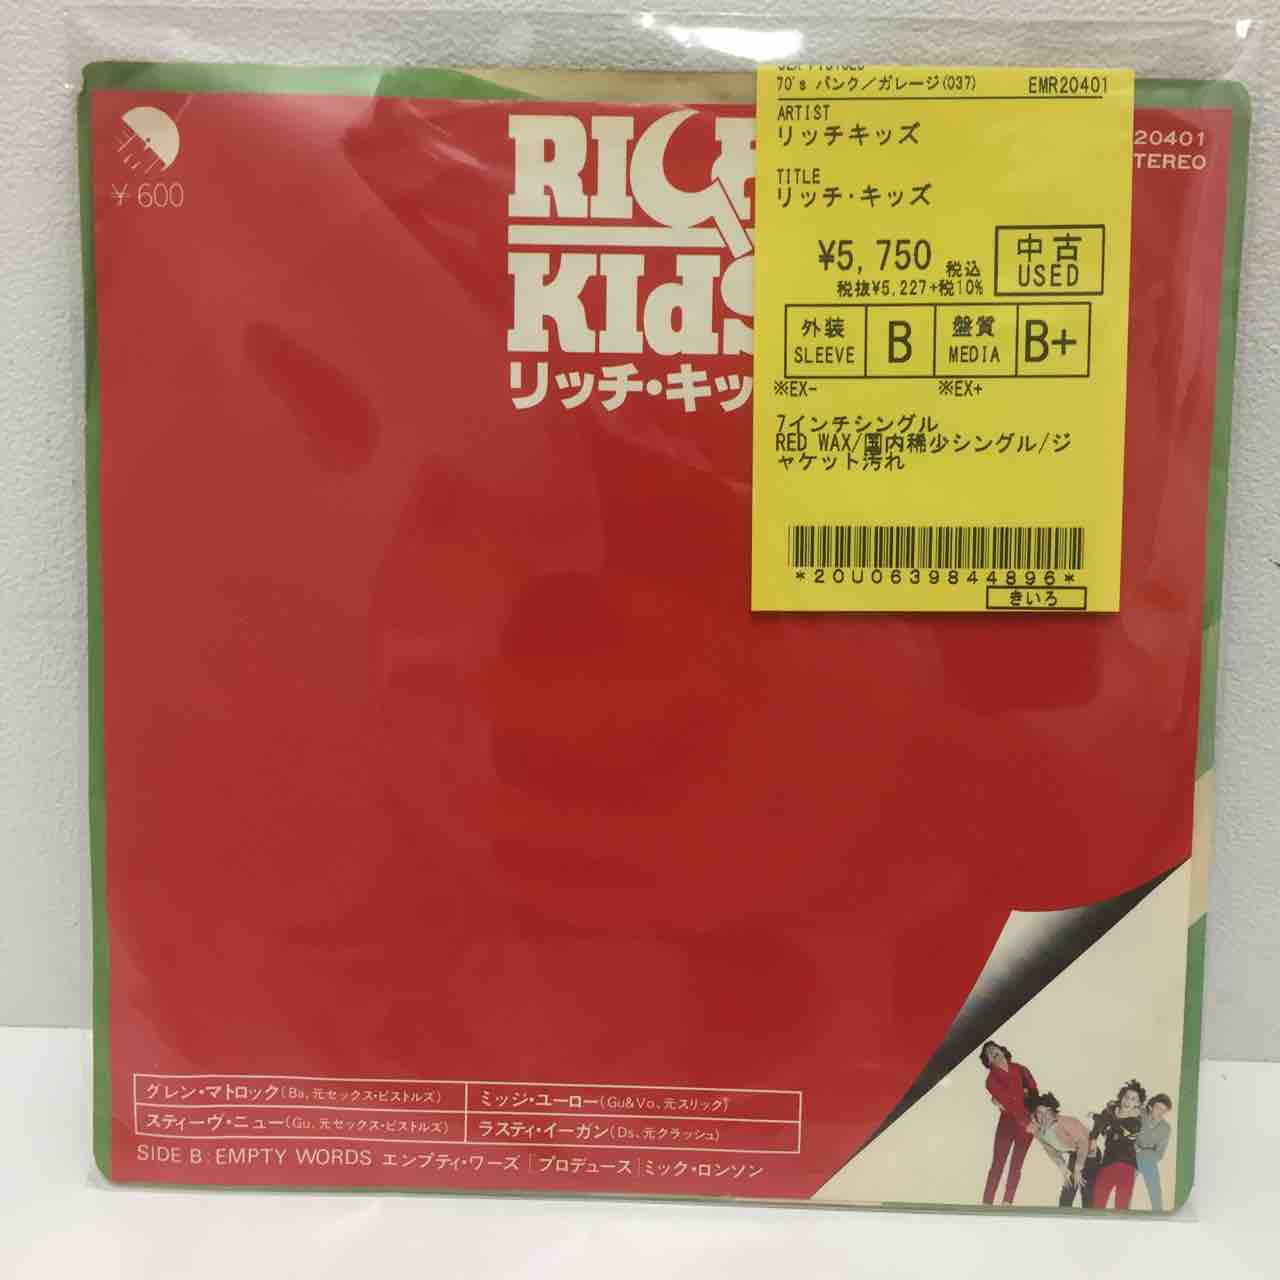 70's パンク／ガレージ(037) EMR20401
ARTIST
リッチキッズ
TITLE
リッチ・キッズ
¥5,750 税込
税抜¥5,227+税10%
中古
USED
外装
SLEEVE
B
盤質
MEDIA
B+
※EX- ※EX+
7インチシングル
RED WAX/国内稀少シングル/ジ
ャケット汚れ
*20U0639844896*
きいろ
¥600
20401
TEREO
RICH
KIdS
リッチ・キッ
グレン・マトロック(Ba, 元セックス・ピストルズ)
ミッジ・ユーロー(Gu&Vo、元スリック)
スティーヴ・ニュー(Gu, 元セックス・ピストルズ)
ラスティ・イーガン(Ds、元クラッシュ)
SIDE B : EMPTY WORDS エンプティ・ワーズ [プロデュース] ミック・ロンソン